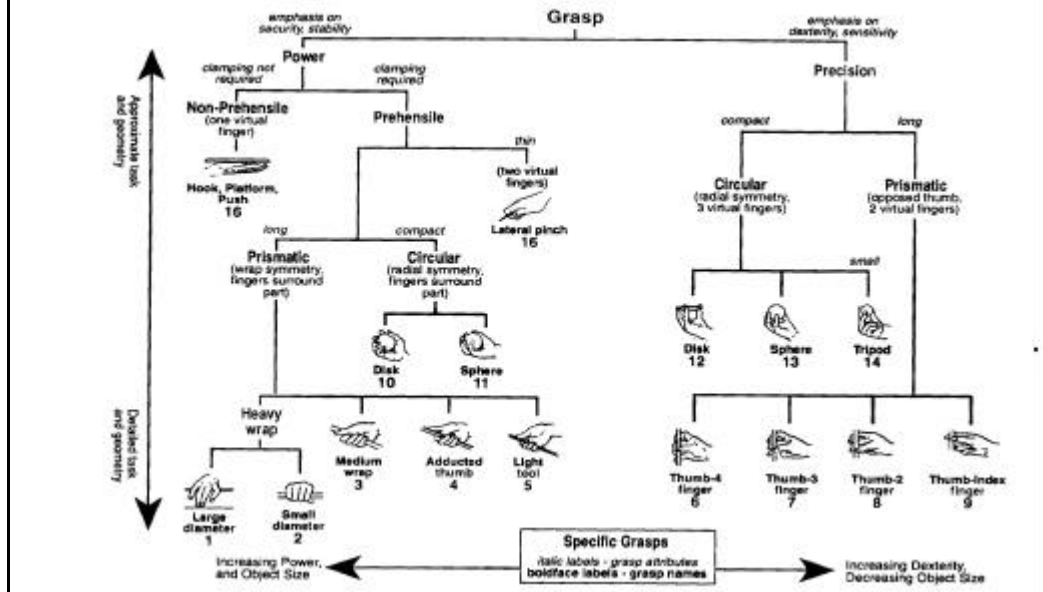 Grasp
emphasis on
security, stability
emphasis on
dexterity, sensitivity
Power
Precision
clamping not
required
clamping
required
Non-Prehensile
(one virtual
finger)
Prehensile
Hook, Platform,
Push
16
thin
(two virtual
fingers)
Lateral pinch
16
compact
long
Circular
(radial symmetry,
3 virtual fingers)
Prismatic
(opposed thumb,
2 virtual fingers)
long
compact
Prismatic
(wrap symmetry,
fingers surround
part)
Circular
(radial symmetry,
fingers surround
part)
small
Disk
10
Sphere
11
Disk
12
Sphere
13
Tripod
14
Heavy
wrap
Medium
wrap
3
Adducted
thumb
4
Light
tool
5
Thumb-4
finger
6
Thumb-3
finger
7
Thumb-2
finger
8
Thumb-index
finger
9
Large
diameter
1
Small
diameter
2
Approximate task
and geometry
Detailed task
and geometry
Increasing Power,
and Object Size
Specific Grasps
italic labels - grasp attributes
boldface labels - grasp names
Increasing Dexterity,
Decreasing Object Size